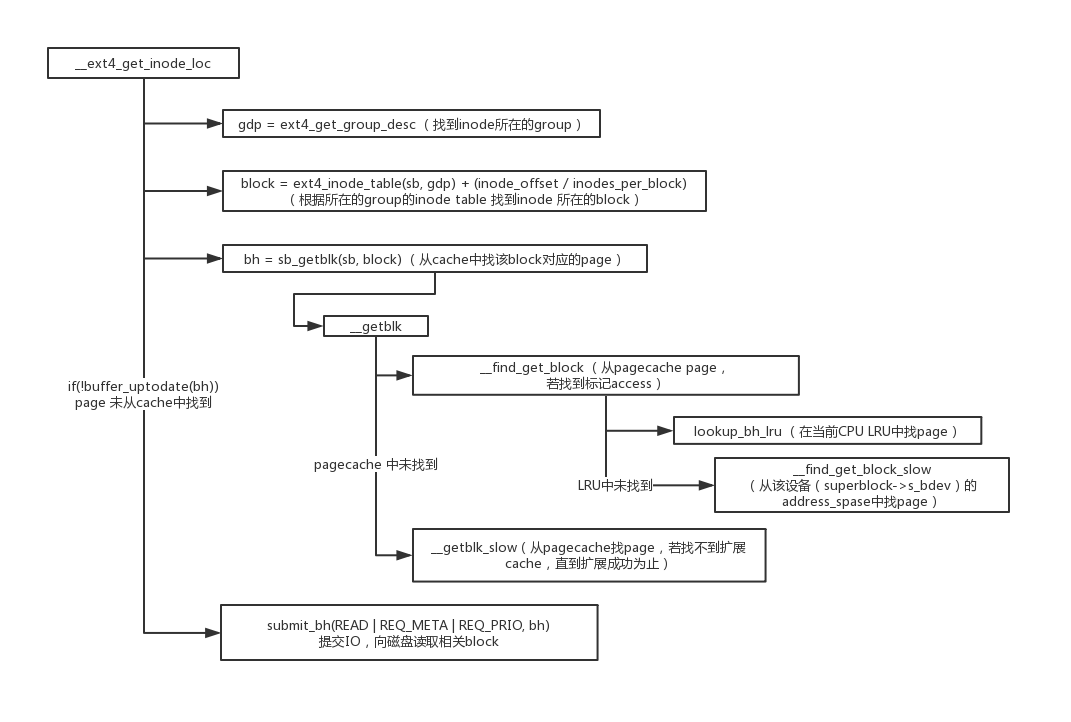 __ext4_get_inode_loc
gdp = ext4_get_group_desc（找到inode所在的group）
block = ext4_inode_table(sb, gdp) + (inode_offset / inodes_per_block)
（根据所在的group的inode table 找到inode 所在的block）
bh = sb_getblk(sb, block)（从cache中找该block对应的page）
__getblk
__find_get_block（从pagecache page，
若找到标记access）
if(!buffer_uptodate(bh))
page 未从cache中找到
lookup_bh_lru（在当前CPU LRU中找page）
pagecache 中未找到
__find_get_block_slow
LRU中未找到
（从该设备（superblock->s_bdev）的
address_spase中找page）
__getblk_slow（从pagecache找page，若找不到扩展
cache，直到扩展成功为止）
submit_bh(READ | REQ_META | REQ_PRIO, bh)
提交IO，向磁盘读取相关block